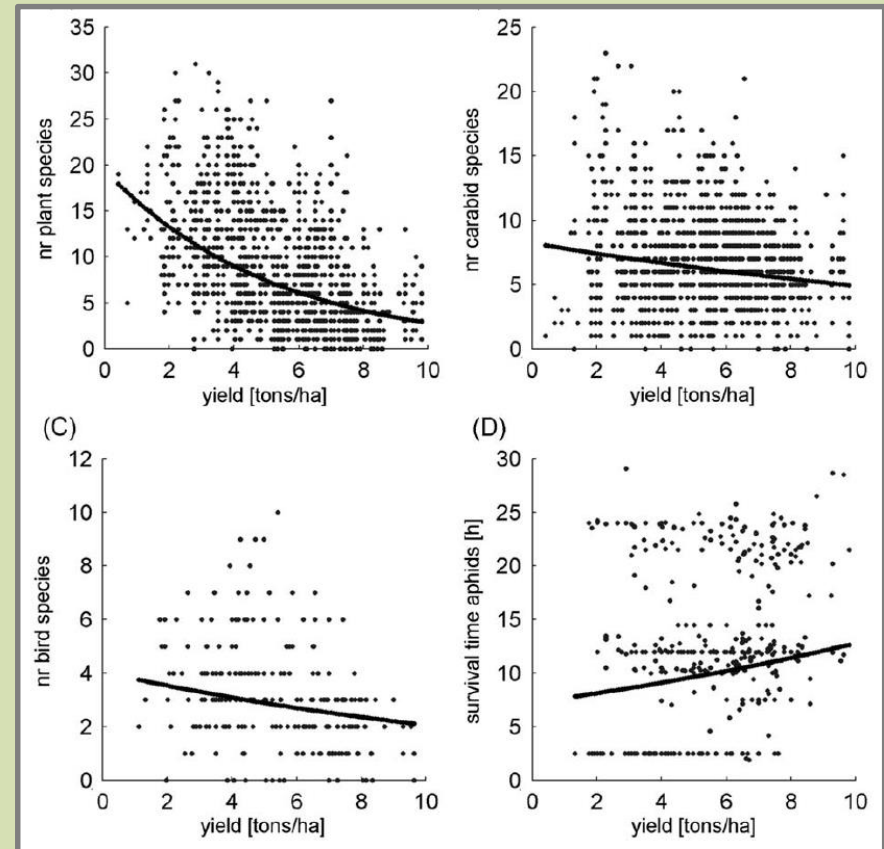 35
30
25
20
15
10
5
0
nr plant species
0 2 4 6 8 10
yield [tons/ha]
25
20
15
10
5
0
nr carabid species
0 2 4 6 8 10
yield [tons/ha]
(C)
12
10
8
6
4
2
0
nr bird species
0 2 4 6 8 10
yield [tons/ha]
(D)
30
25
20
15
10
5
0
survival time aphids [h]
0 2 4 6 8 10
yield [tons/ha]